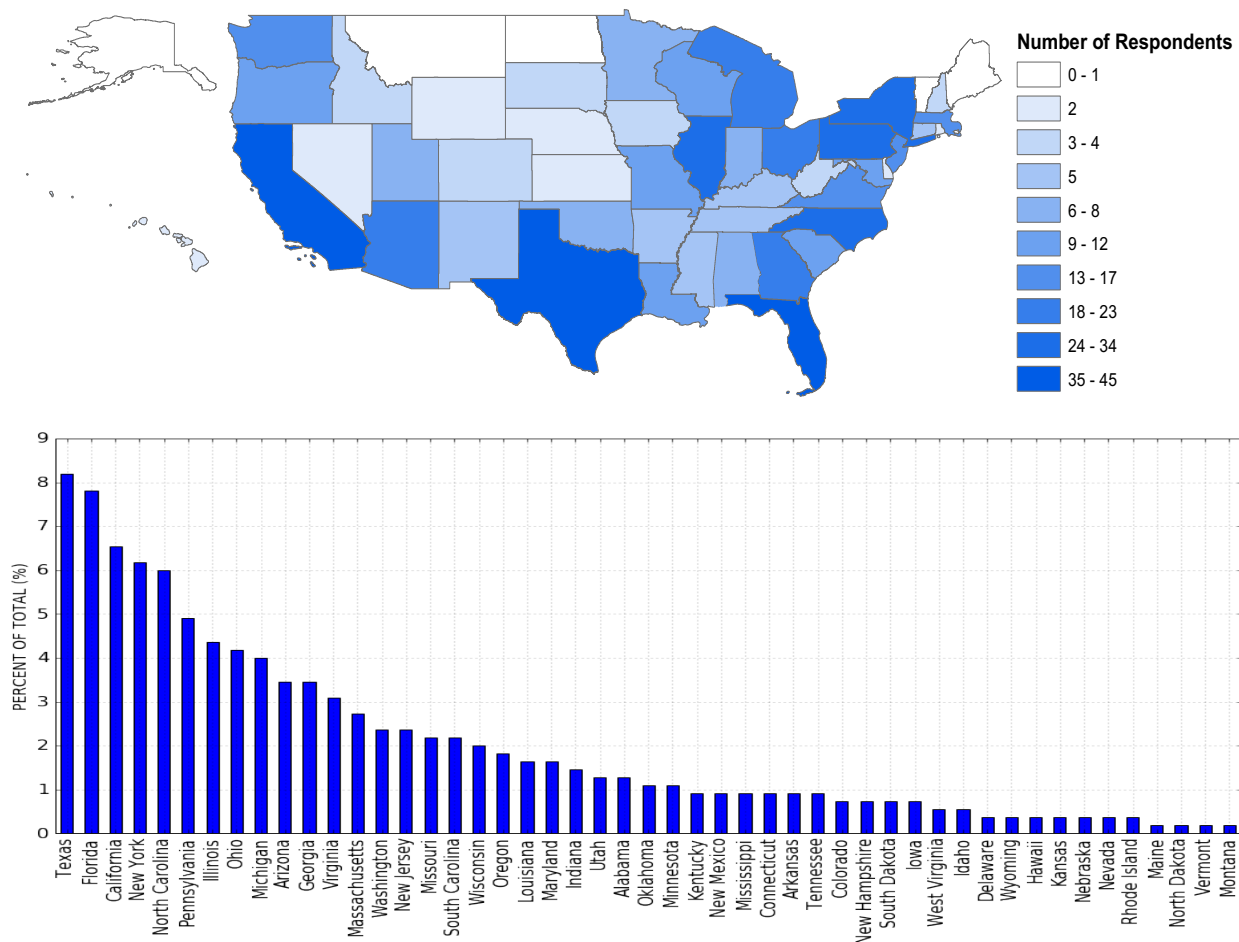 Number of Respondents
0 - 1
2
3 - 4
5
6 - 8
9 - 12
13 - 17
18 - 23
24 - 34
35 - 45
PERCENT OF TOTAL (%)
9
8
7
6
5
4
3
2
1
0
Texas
Florida
California
New York
North Carolina
Pennsylvania
Illinois
Ohio
Michigan
Arizona
Georgia
Virginia
Massachusetts
Washington
New Jersey
Missouri
South Carolina
Wisconsin
Oregon
Louisiana
Maryland
Indiana
Utah
Alabama
Oklahoma
Minnesota
Kentucky
New Mexico
Mississippi
Connecticut
Arkansas
Tennessee
Colorado
New Hampshire
South Dakota
Iowa
West Virginia
Idaho
Delaware
Wyoming
Hawaii
Kansas
Nebraska
Nevada
Rhode Island
Maine
North Dakota
Vermont
Montana